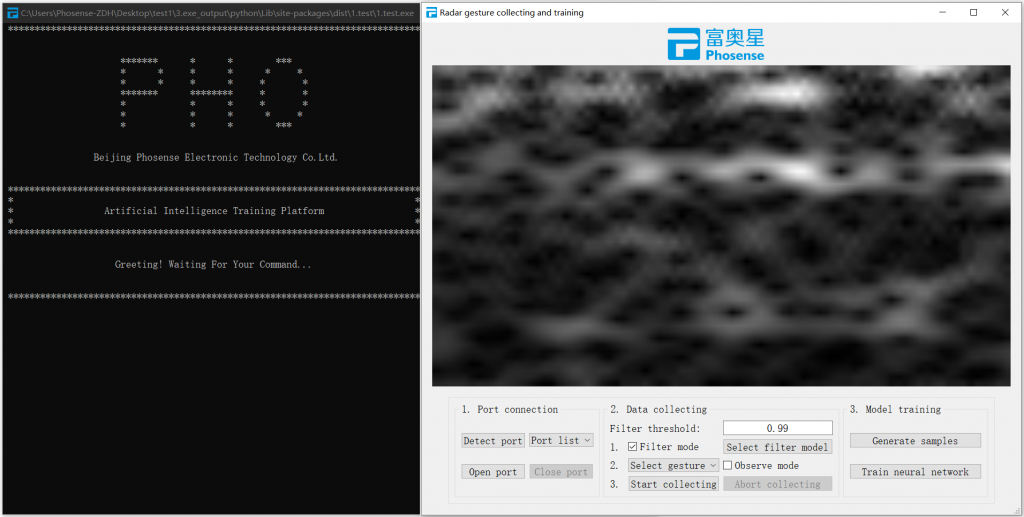 C:\Users\Phosense-ZDH\Desktop\test1\3.exe_output\python\Lib\site-packages\dist\1.test\1.test.exe
PHO
Beijing Phosense Electronic Technology Co.Ltd.
Artificial Intelligence Training Platform
Greeting! Waiting For Your Command...
Radar gesture collecting and training
富奥星
Phosense
1. Port connection
Detect port
Port list
Open port
Close port
2. Data collecting
Filter threshold:
0.99
1.
Filter mode
Select filter model
2.
Select gesture
Observe mode
3.
Start collecting
Abort collecting
3. Model training
Generate samples
Train neural network